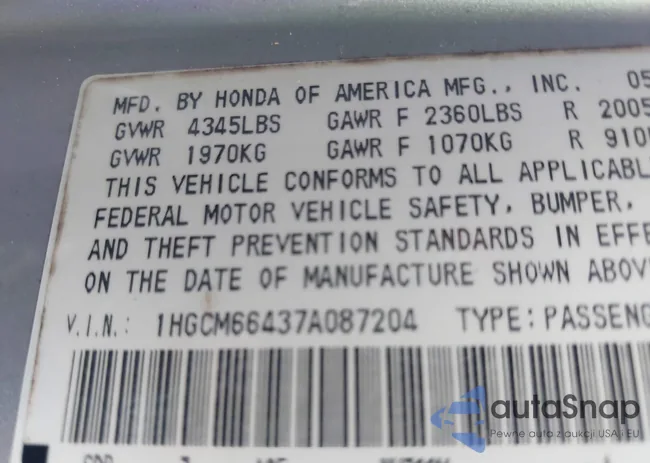 MFD. BY HONDA OF AMERICA MFG., INC. 05
GVWR 4345LBS GAWR F 2360LBS R 2005
GVWR 1970KG GAWR F 1070KG R 910
THIS VEHICLE CONFORMS TO ALL APPLICABL
FEDERAL MOTOR VEHICLE SAFETY, BUMPER,
AND THEFT PREVENTION STANDARDS IN EFFE
ON THE DATE OF MANUFACTURE SHOWN ABOV
V.I.N.: 1HGCM66437A087204 TYPE:PASSENG
autoSnap
Pewne auto z aukcji USA i EU